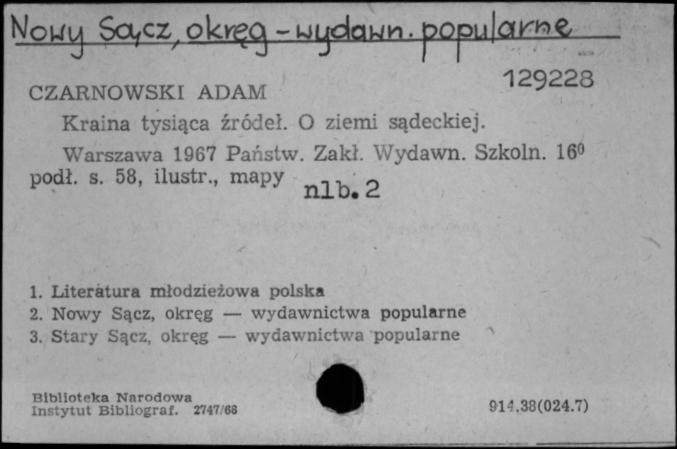 Nowy Sącz, okręg - wydawn. popularne
129228
CZARNOWSKI ADAM
Kraina tysiąca źródeł. O ziemi sądeckiej.
Warszawa 1967 Państw. Zakł. Wydawn. Szkoln. 16⁰
podł. s. 58, ilustr., mapy nlb. 2
1. Literatura młodzieżowa polska
2. Nowy Sącz, okręg — wydawnictwa popularne
3. Stary Sącz, okręg — wydawnictwa popularne
Biblioteka Narodowa
Instytut Bibliograf. 2747/68
914.38(024.7)